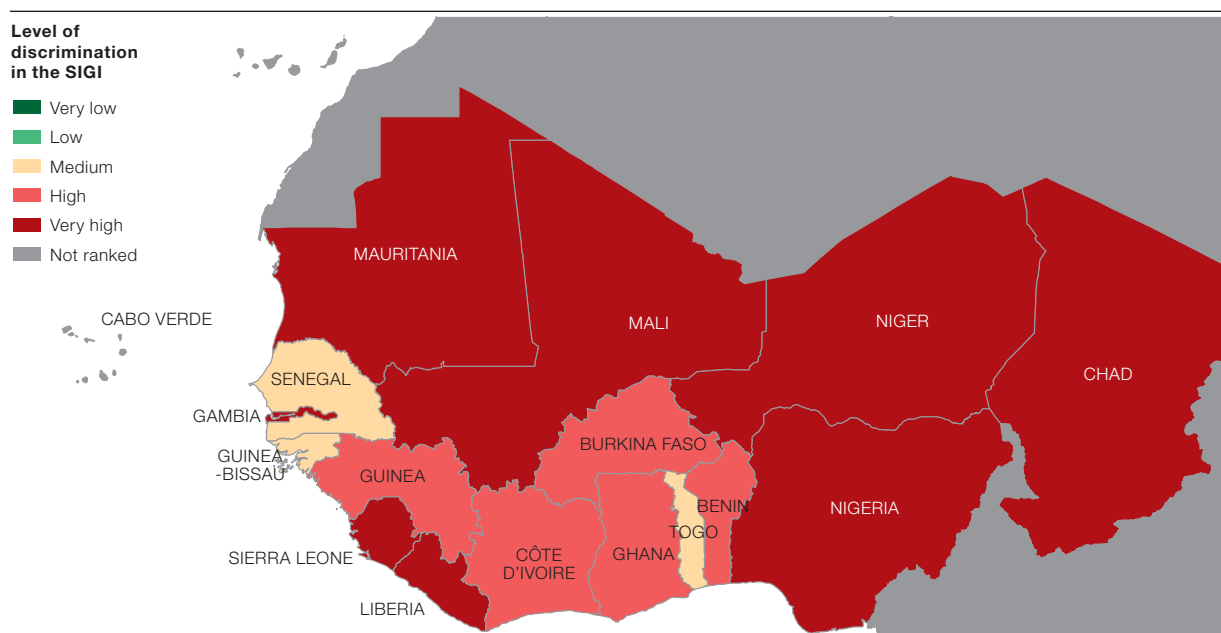 Level of
discrimination
in the SIGI
Very low
Low
Medium
High
Very high
Not ranked
MAURITANIA
CABO VERDE
MALI
NIGER
CHAD
SENEGAL
GAMBIA
BURKINA FASO
GUINEA
-BISSAU
GUINEA
BENIN
NIGERIA
TOGO
SIERRA LEONE
CÔTE
D'IVOIRE
GHANA
LIBERIA